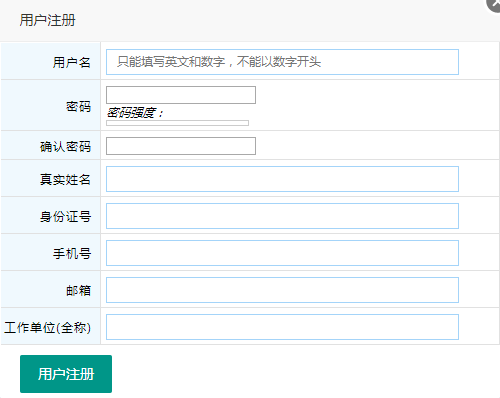 用户注册
用户名
只能填写英文和数字，不能以数字开头
密码
密码强度：
确认密码
真实姓名
身份证号
手机号
邮箱
工作单位(全称)
用户注册